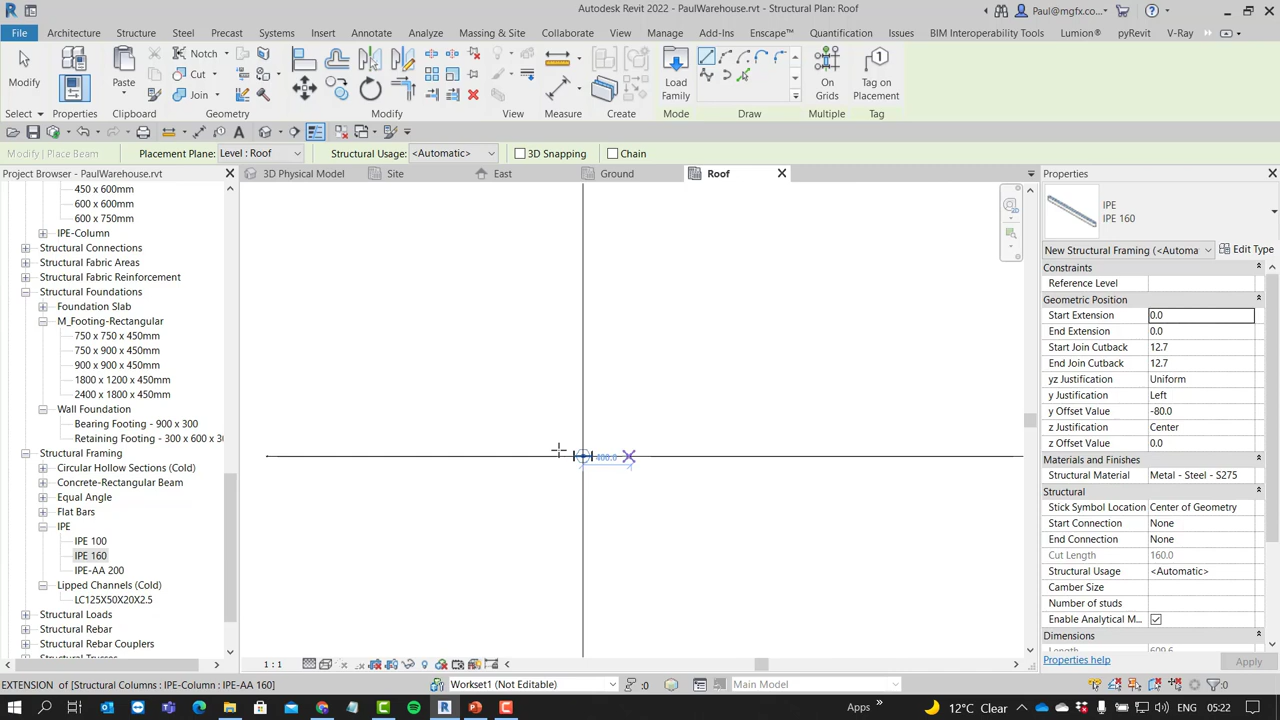 Autodesk Revit 2022 - PaulWarehouse.rvt - Structural Plan: Roof
Paul@mgfx.co...
File Architecture Structure Steel Precast Systems Insert Annotate Analyze Massing & Site Collaborate View Manage Add-Ins Enscape™ Quantification Issues BIM Interoperability Tools Lumion® pyRevit V-Ray
Modify Paste Notch Cut Join Load Family On Grids Tag on Placement
Select Properties Clipboard Geometry Modify View Measure Create Mode Draw Multiple Tag
Modify | Place Beam Placement Plane: Level : Roof Structural Usage: <Automatic> 3D Snapping Chain
Project Browser - PaulWarehouse.rvt
3D Physical Model Site East Ground Roof
Properties
450 x 600mm
600 x 600mm
600 x 750mm
IPE-Column
Structural Connections
Structural Fabric Areas
Structural Fabric Reinforcement
Structural Foundations
Foundation Slab
M_Footing-Rectangular
750 x 750 x 450mm
750 x 900 x 450mm
900 x 900 x 450mm
1800 x 1200 x 450mm
2400 x 1800 x 450mm
Wall Foundation
Bearing Footing - 900 x 300
Retaining Footing - 300 x 600 x 3
Structural Framing
Circular Hollow Sections (Cold)
Concrete-Rectangular Beam
Equal Angle
Flat Bars
IPE
IPE 100
IPE 160
IPE-AA 200
Lipped Channels (Cold)
LC125X50X20X2.5
Structural Loads
Structural Rebar
Structural Rebar Couplers
400.0
2D
IPE
IPE 160
New Structural Framing (<Automa Edit Type
Constraints
Reference Level
Geometric Position
Start Extension 0.0
End Extension 0.0
Start Join Cutback 12.7
End Join Cutback 12.7
yz Justification Uniform
y Justification Left
y Offset Value -80.0
z Justification Center
z Offset Value 0.0
Materials and Finishes
Structural Material Metal - Steel - S275
Structural
Stick Symbol Location Center of Geometry
Start Connection None
End Connection None
Cut Length 160.0
Structural Usage <Automatic>
Camber Size
Number of studs
Enable Analytical M...
Dimensions
Properties help Apply
1 : 1
EXTENSION of [Structural Columns : IPE-Column : IPE-AA 160] Workset1 (Not Editable) :0 Main Model :0
Apps 12°C Clear ENG 05:22